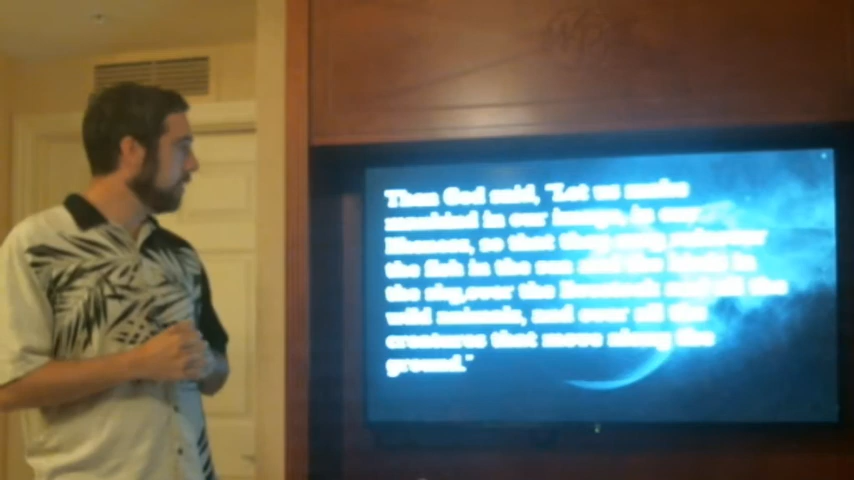 Then God said, "Let us make
mankind in our image, in our
likeness, so that they may rule over
the fish in the sea and the birds in
the sky,over the livestock and all the
wild animals, and over all the
creatures that move along the
ground."